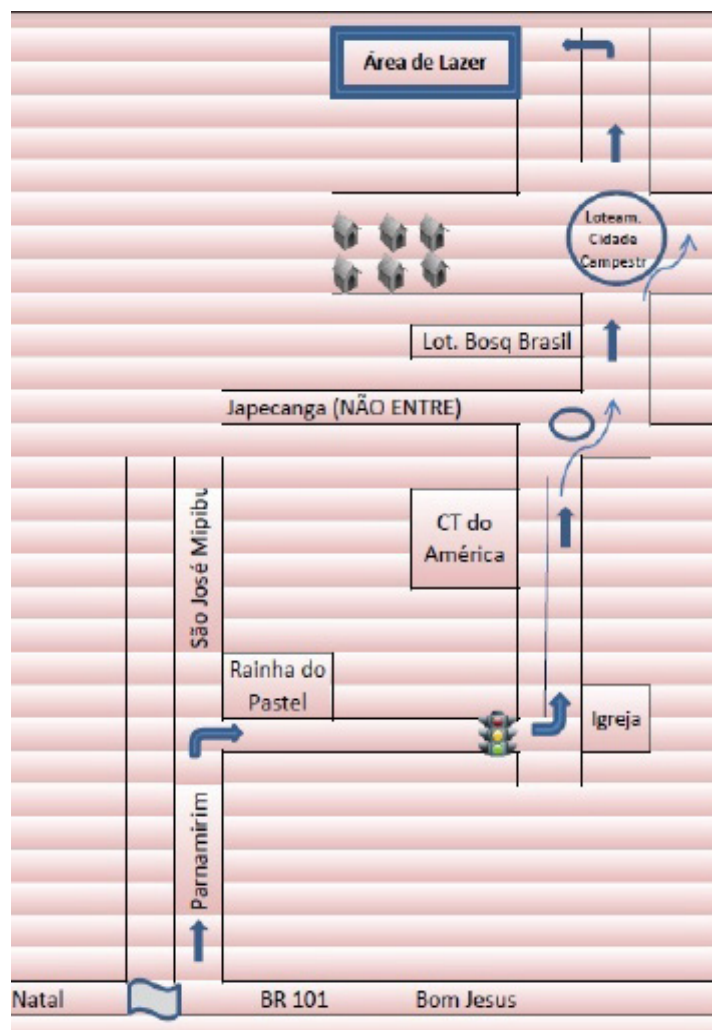 Área de Lazer
Loteam.
Cidade
Campestr
Lot. Bosq Brasil
Japecanga (NÃO ENTRE)
CT do
América
São José Mipibu
Rainha do
Pastel
Igreja
Parnamirim
Natal
BR 101
Bom Jesus